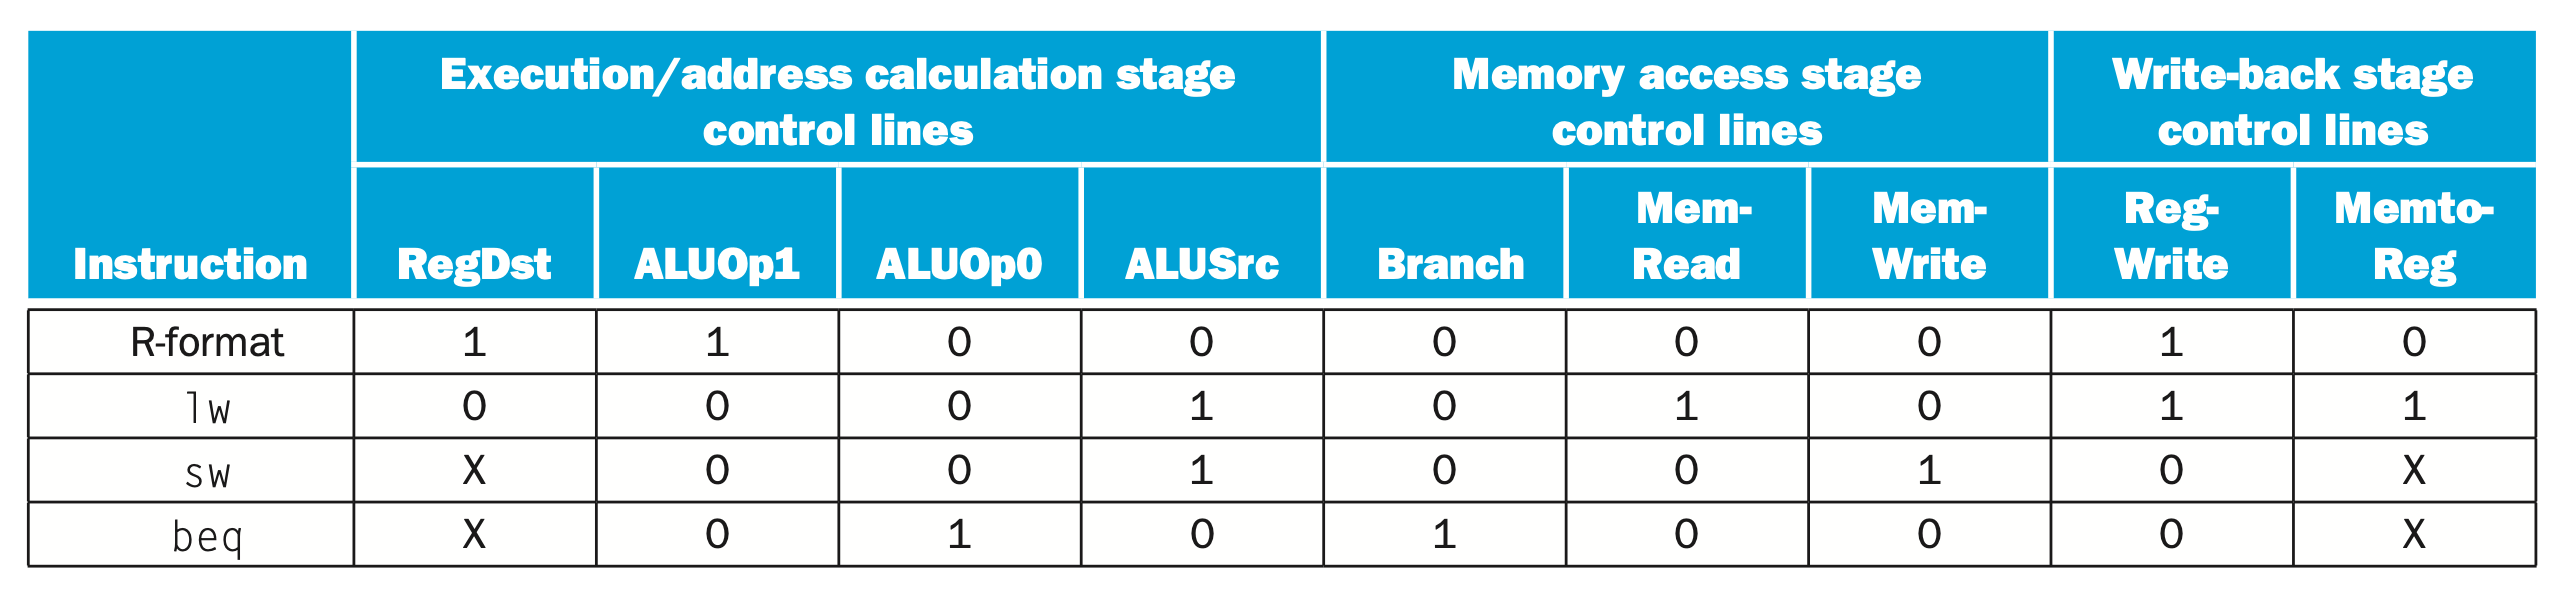 Execution/address calculation stage
control lines
Memory access stage
control lines
Write-back stage
control lines
Instruction RegDst ALUOp1 ALUOp0 ALUSrc Branch Mem-
Read Mem-
Write Reg-
Write Memto-
Reg
R-format 1 1 0 0 0 0 0 1 0
lw 0 0 0 1 0 1 0 1 1
sw X 0 0 1 0 0 1 0 X
beq X 0 1 0 1 0 0 0 X